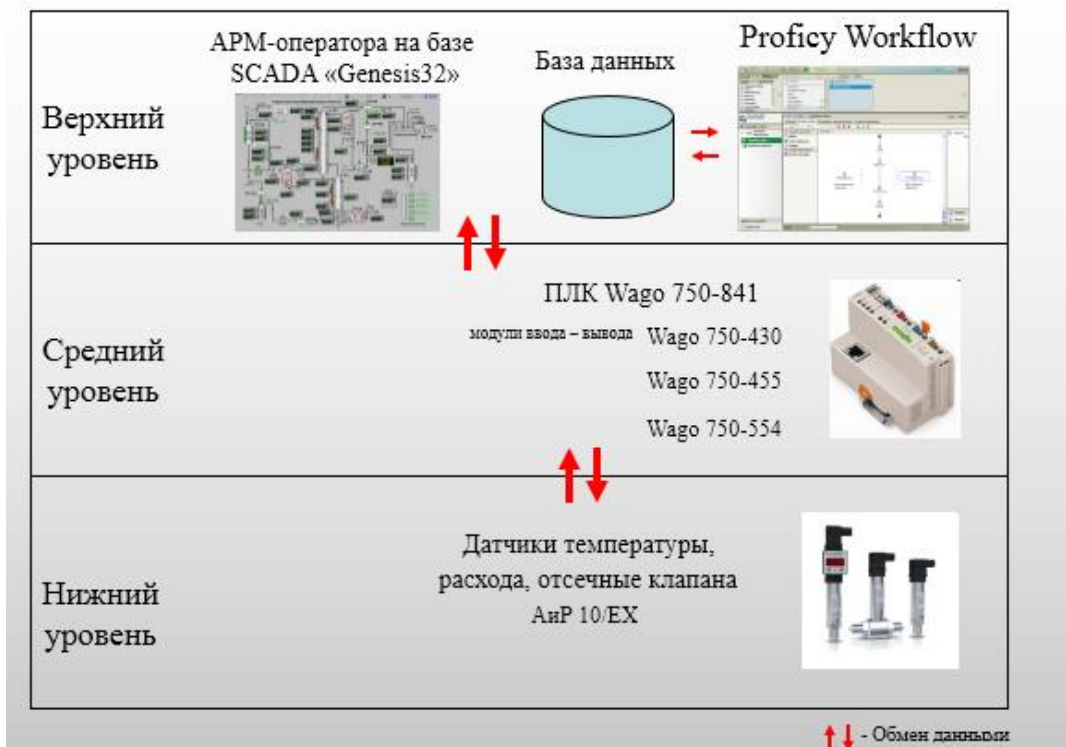 АРМ-оператора на базе
SCADA «Genesis32»
База данных
Proficy Workflow
Верхний
уровень
ПЛК Wago 750-841
модули ввода – вывода Wago 750-430
Wago 750-455
Wago 750-554
Средний
уровень
Датчики температуры,
расхода, отсечные клапана
АиР 10/ЕХ
Нижний
уровень
- Обмен данными